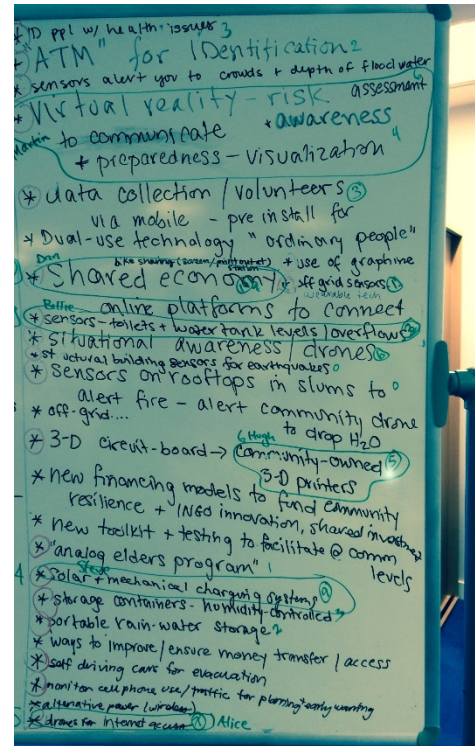 * ID ppl w/ health issues 3
* "ATM" for IDentification 2
* sensors alert you to crowds + depth of flood water
* Virtual reality - risk assessment
to communicate * awareness
Martin + preparedness - visualization 4
* data collection / volunteers 3
via mobile - pre install for
* Dual-use technology "ordinary people"
bike sharing * use of graphine
* Shared economy * off grid sensors
wearable tech
online platforms to connect
* sensors - toilets + water tank levels / overflows
* situational awareness / drones
* structural building sensors for earthquakes 0
* sensors on rooftops in slums to 0
alert fire - alert community drone
to drop H2O
* off-grid....
6 Hugh
* 3-D circuit-board → community-owned 5
3-D printers
* new financing models to fund community
resilience + INGO innovation, shared investment
* new toolkit + testing to facilitate @ comm
levels
* "analog elders program" 1
4 Steve
* solar + mechanical charging systems
* storage containers - humidity-controlled
* portable rain-water storage 2
* ways to improve / ensure money transfer / access
* self driving cars for evacuation
* monitor cell phone use / traffic for planning + early warning
* alternative power / wireless
* drones for internet access Alice